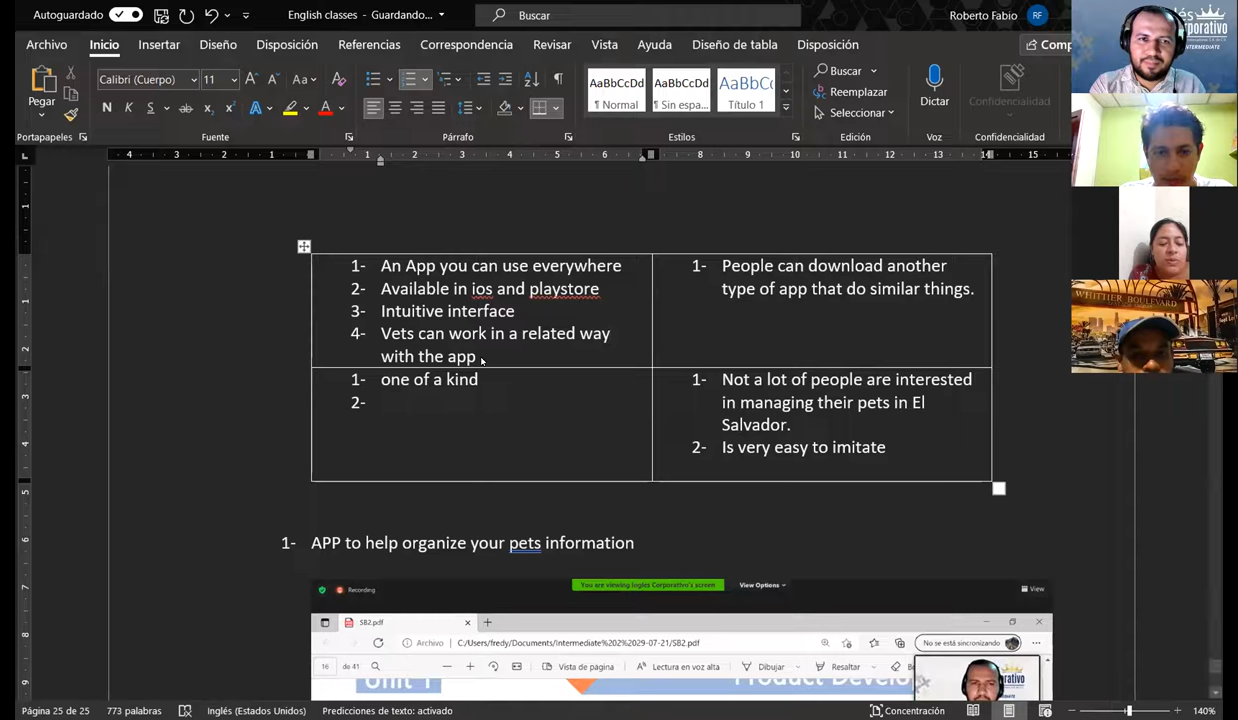 Autoguardado
English classes - Guardando...
Buscar
Roberto Fabio
RF
Archivo Inicio Insertar Diseño Disposición Referencias Correspondencia Revisar Vista Ayuda Diseño de tabla Disposición
Pegar
Calibri (Cuerpo) 11
N K S
Portapapeles
Fuente
Párrafo
AaBbCcDd AaBbCcDd AaBbC
¶ Normal ¶ Sin espa... Título 1
Estilos
Buscar
Reemplazar
Seleccionar
Edición
Dictar
Voz
Confidencialidad
Confidencialidad
1- An App you can use everywhere
2- Available in ios and playstore
3- Intuitive interface
4- Vets can work in a related way
with the app
1- People can download another
type of app that do similar things.
1- one of a kind
2-
1- Not a lot of people are interested
in managing their pets in El
Salvador.
2- Is very easy to imitate
1- APP to help organize your pets information
Recording
You are viewing Ingles Corporativo's screen
View Options
View
SB2.pdf
Archivo C:/Users/fredy/Documents/Intermediate%202%2029-07-21/SB2.pdf
No se está sincronizando
16 de 41
Vista de página
Lectura en voz alta
Dibujar
Resaltar
Unit 1
Product Develo
Página 25 de 25 773 palabras Inglés (Estados Unidos) Predicciones de texto: activado
Concentración
140%
WHITTIER BOULEVARD